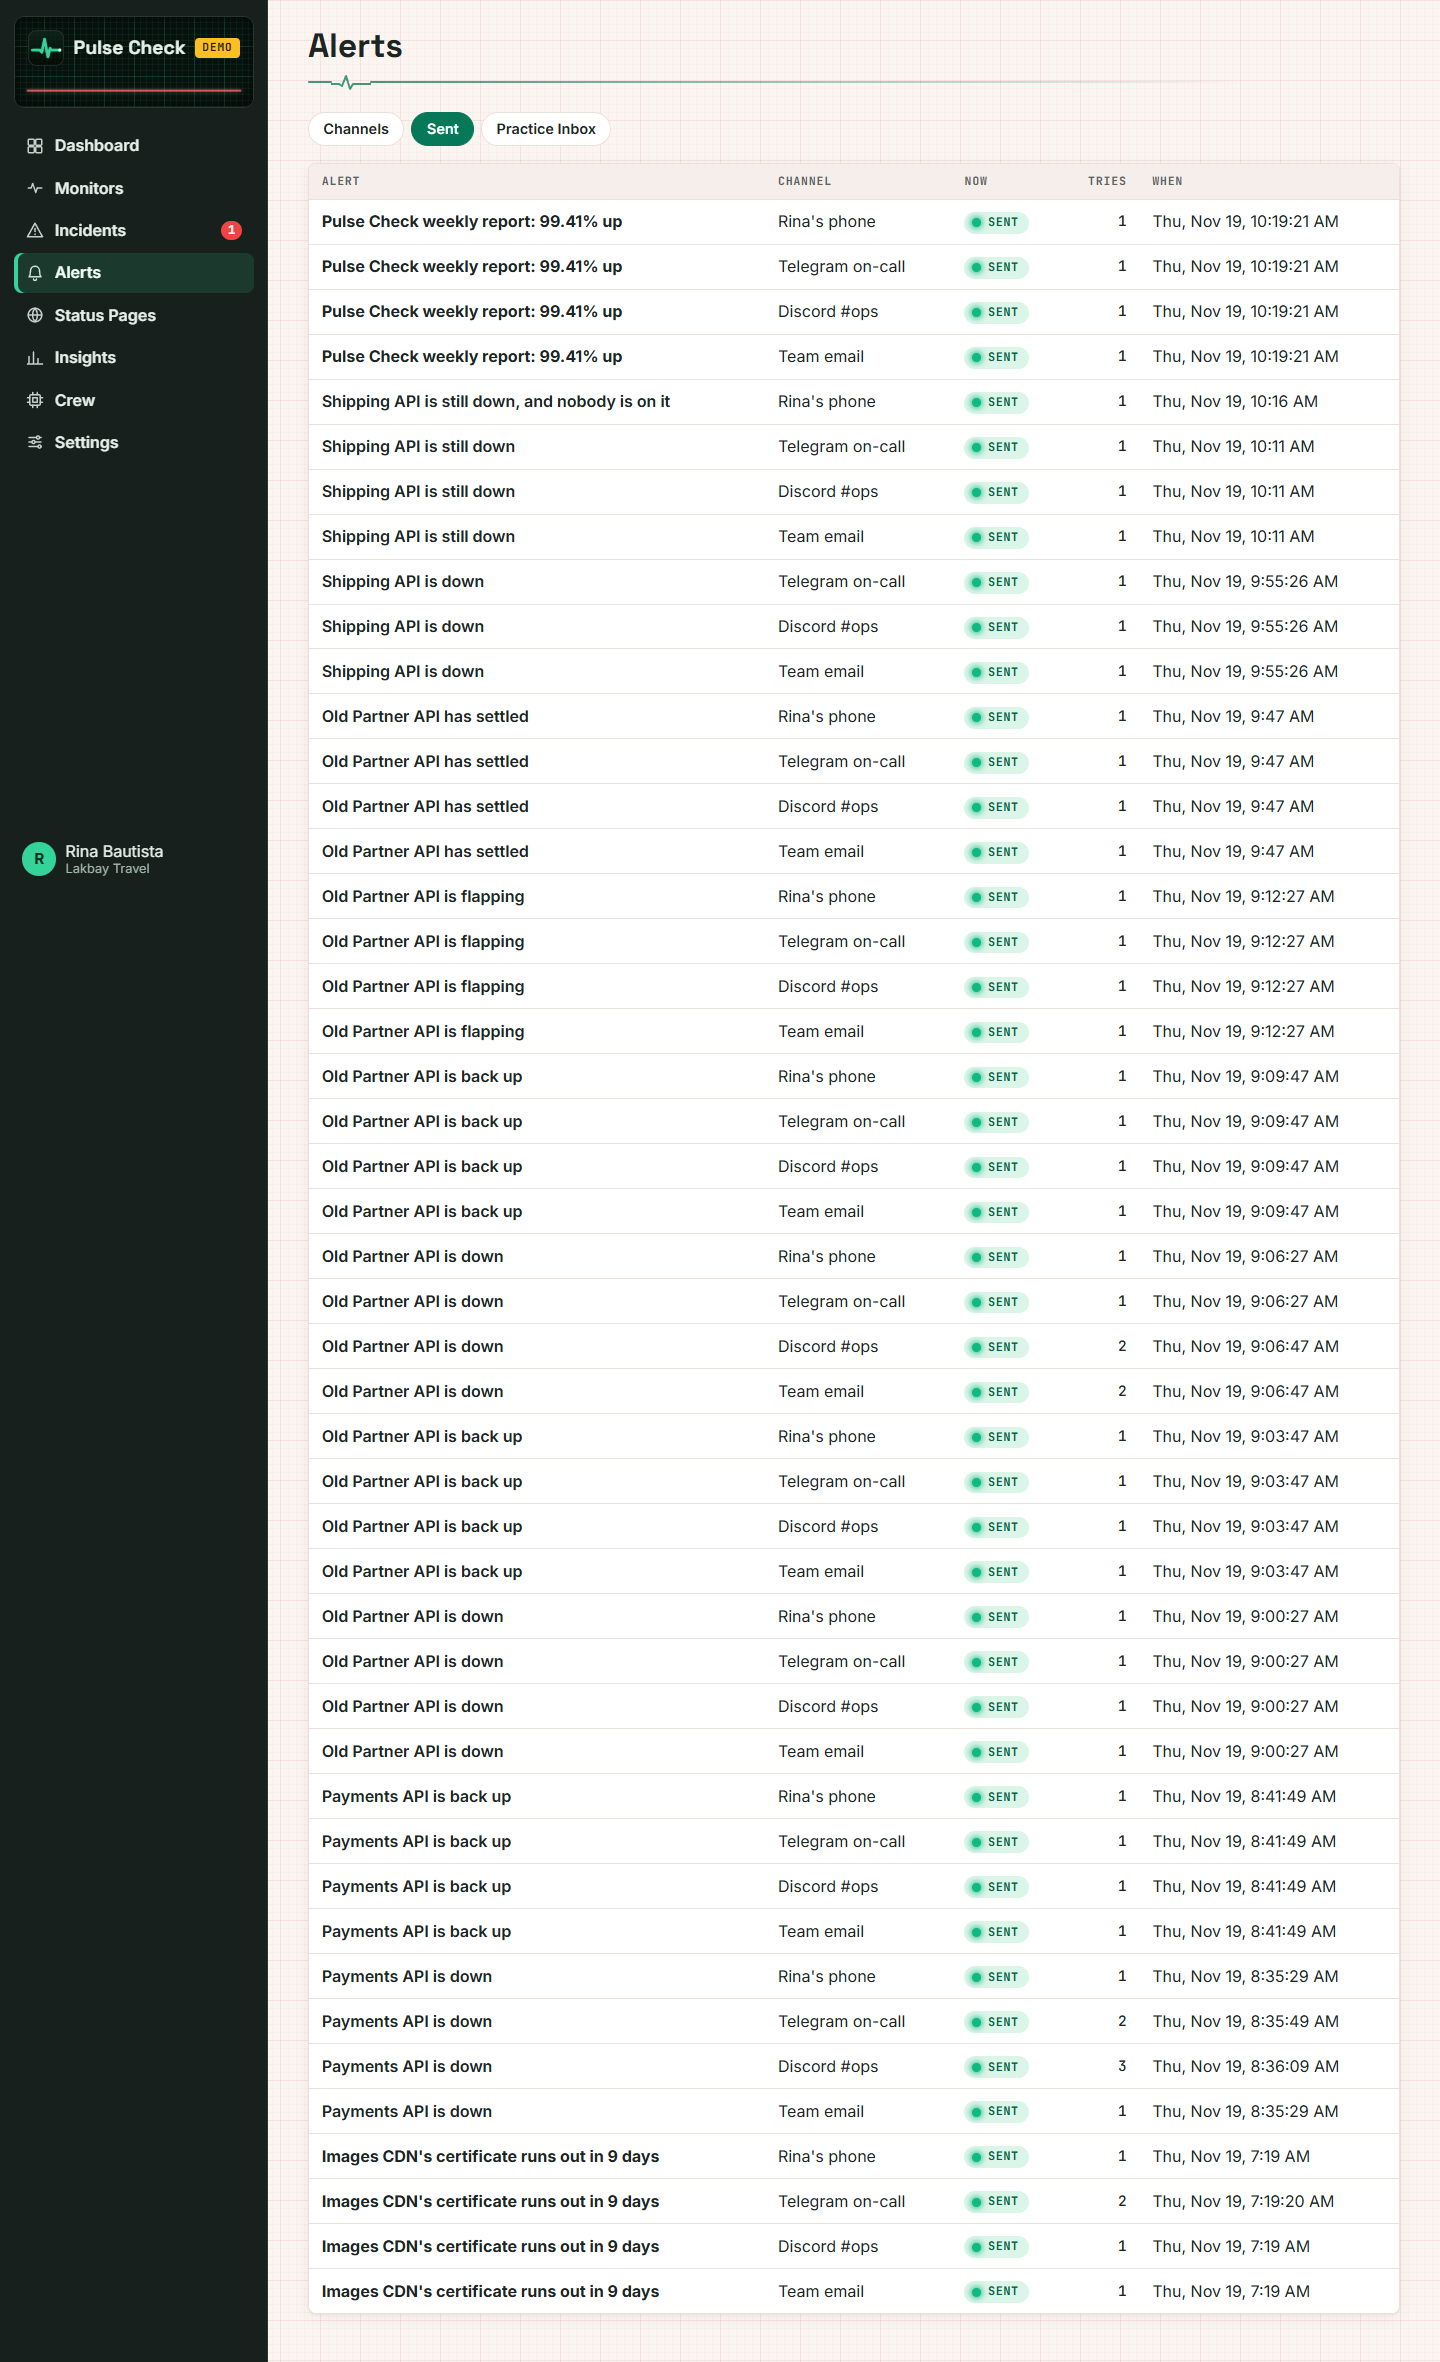 Pulse Check DEMO
Dashboard
Monitors
Incidents 1
Alerts
Status Pages
Insights
Crew
Settings
R
Rina Bautista
Lakbay Travel
Alerts
Channels Sent Practice Inbox
ALERT CHANNEL NOW TRIES WHEN
Pulse Check weekly report: 99.41% up Rina's phone SENT 1 Thu, Nov 19, 10:19:21 AM
Pulse Check weekly report: 99.41% up Telegram on-call SENT 1 Thu, Nov 19, 10:19:21 AM
Pulse Check weekly report: 99.41% up Discord #ops SENT 1 Thu, Nov 19, 10:19:21 AM
Pulse Check weekly report: 99.41% up Team email SENT 1 Thu, Nov 19, 10:19:21 AM
Shipping API is still down, and nobody is on it Rina's phone SENT 1 Thu, Nov 19, 10:16 AM
Shipping API is still down Telegram on-call SENT 1 Thu, Nov 19, 10:11 AM
Shipping API is still down Discord #ops SENT 1 Thu, Nov 19, 10:11 AM
Shipping API is still down Team email SENT 1 Thu, Nov 19, 10:11 AM
Shipping API is down Telegram on-call SENT 1 Thu, Nov 19, 9:55:26 AM
Shipping API is down Discord #ops SENT 1 Thu, Nov 19, 9:55:26 AM
Shipping API is down Team email SENT 1 Thu, Nov 19, 9:55:26 AM
Old Partner API has settled Rina's phone SENT 1 Thu, Nov 19, 9:47 AM
Old Partner API has settled Telegram on-call SENT 1 Thu, Nov 19, 9:47 AM
Old Partner API has settled Discord #ops SENT 1 Thu, Nov 19, 9:47 AM
Old Partner API has settled Team email SENT 1 Thu, Nov 19, 9:47 AM
Old Partner API is flapping Rina's phone SENT 1 Thu, Nov 19, 9:12:27 AM
Old Partner API is flapping Telegram on-call SENT 1 Thu, Nov 19, 9:12:27 AM
Old Partner API is flapping Discord #ops SENT 1 Thu, Nov 19, 9:12:27 AM
Old Partner API is flapping Team email SENT 1 Thu, Nov 19, 9:12:27 AM
Old Partner API is back up Rina's phone SENT 1 Thu, Nov 19, 9:09:47 AM
Old Partner API is back up Telegram on-call SENT 1 Thu, Nov 19, 9:09:47 AM
Old Partner API is back up Discord #ops SENT 1 Thu, Nov 19, 9:09:47 AM
Old Partner API is back up Team email SENT 1 Thu, Nov 19, 9:09:47 AM
Old Partner API is down Rina's phone SENT 1 Thu, Nov 19, 9:06:27 AM
Old Partner API is down Telegram on-call SENT 1 Thu, Nov 19, 9:06:27 AM
Old Partner API is down Discord #ops SENT 2 Thu, Nov 19, 9:06:47 AM
Old Partner API is down Team email SENT 2 Thu, Nov 19, 9:06:47 AM
Old Partner API is back up Rina's phone SENT 1 Thu, Nov 19, 9:03:47 AM
Old Partner API is back up Telegram on-call SENT 1 Thu, Nov 19, 9:03:47 AM
Old Partner API is back up Discord #ops SENT 1 Thu, Nov 19, 9:03:47 AM
Old Partner API is back up Team email SENT 1 Thu, Nov 19, 9:03:47 AM
Old Partner API is down Rina's phone SENT 1 Thu, Nov 19, 9:00:27 AM
Old Partner API is down Telegram on-call SENT 1 Thu, Nov 19, 9:00:27 AM
Old Partner API is down Discord #ops SENT 1 Thu, Nov 19, 9:00:27 AM
Old Partner API is down Team email SENT 1 Thu, Nov 19, 9:00:27 AM
Payments API is back up Rina's phone SENT 1 Thu, Nov 19, 8:41:49 AM
Payments API is back up Telegram on-call SENT 1 Thu, Nov 19, 8:41:49 AM
Payments API is back up Discord #ops SENT 1 Thu, Nov 19, 8:41:49 AM
Payments API is back up Team email SENT 1 Thu, Nov 19, 8:41:49 AM
Payments API is down Rina's phone SENT 1 Thu, Nov 19, 8:35:29 AM
Payments API is down Telegram on-call SENT 2 Thu, Nov 19, 8:35:49 AM
Payments API is down Discord #ops SENT 3 Thu, Nov 19, 8:36:09 AM
Payments API is down Team email SENT 1 Thu, Nov 19, 8:35:29 AM
Images CDN's certificate runs out in 9 days Rina's phone SENT 1 Thu, Nov 19, 7:19 AM
Images CDN's certificate runs out in 9 days Telegram on-call SENT 2 Thu, Nov 19, 7:19:20 AM
Images CDN's certificate runs out in 9 days Discord #ops SENT 1 Thu, Nov 19, 7:19 AM
Images CDN's certificate runs out in 9 days Team email SENT 1 Thu, Nov 19, 7:19 AM